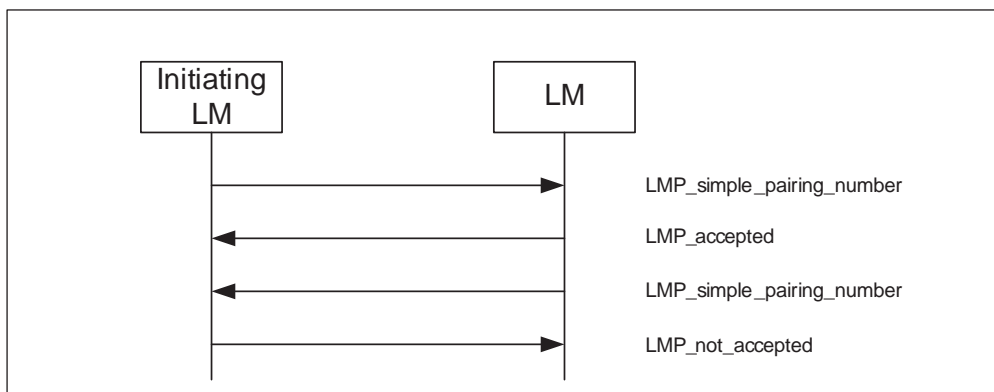 Initiating
LM
LM
LMP_simple_pairing_number
LMP_accepted
LMP_simple_pairing_number
LMP_not_accepted